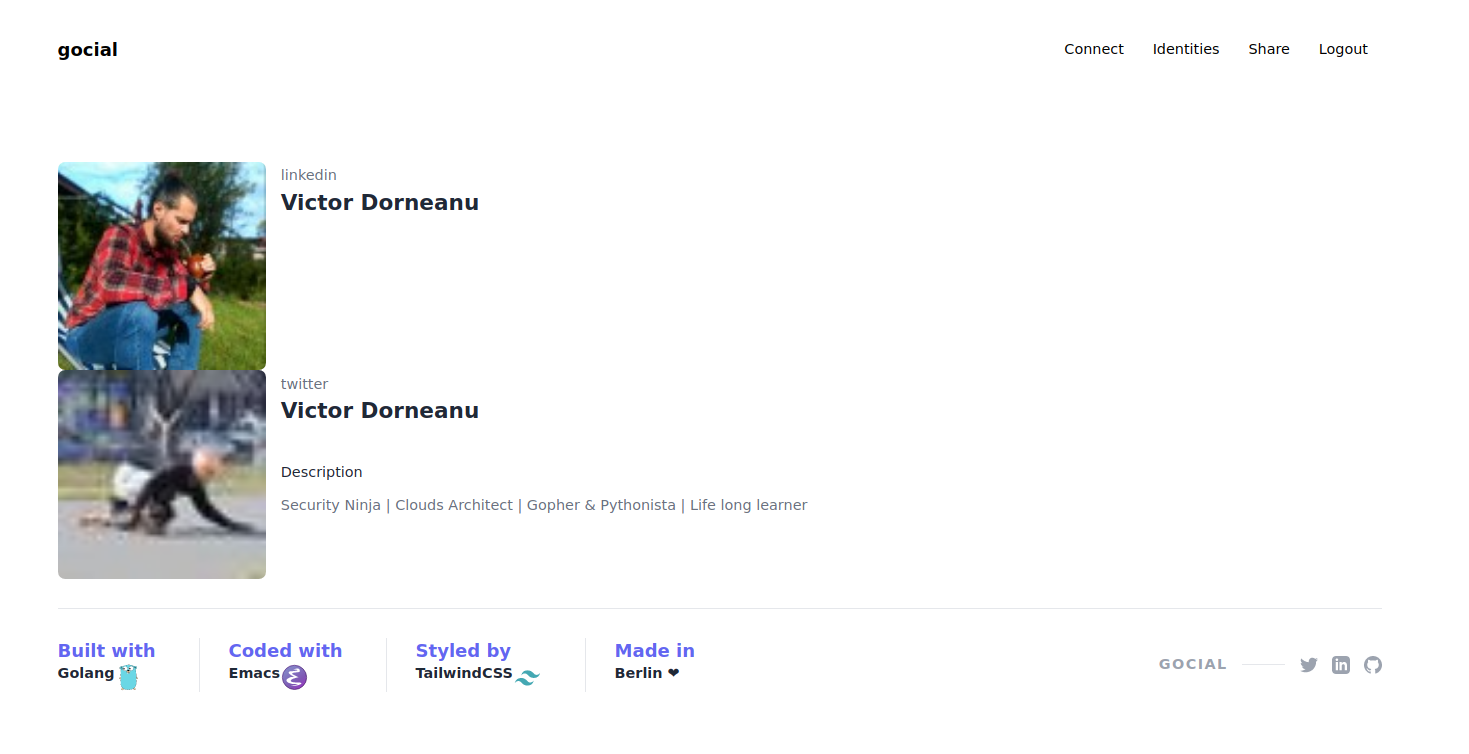 gocial
Connect Identities Share Logout
linkedin
Victor Dorneanu
twitter
Victor Dorneanu
Description
Security Ninja | Clouds Architect | Gopher & Pythonista | Life long learner
Built with
Golang
Coded with
Emacs
Styled by
TailwindCSS
Made in
Berlin ❤
GOCIAL